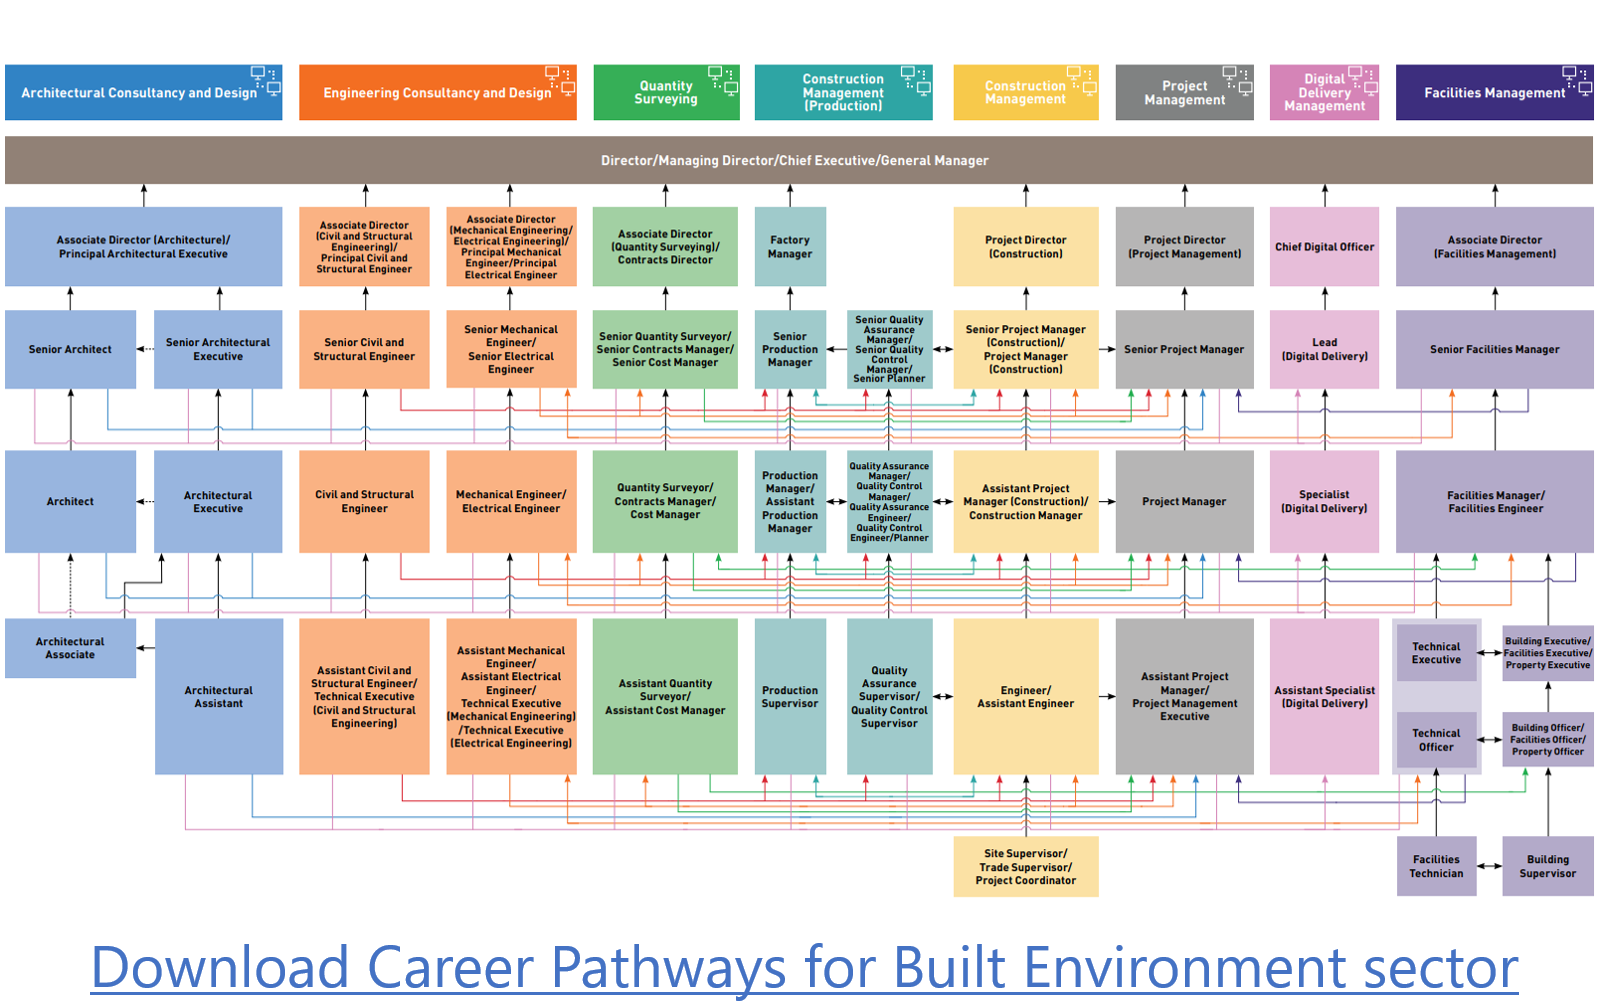 Architectural Consultancy and Design
Engineering Consultancy and Design
Quantity
Surveying
Construction
Management
(Production)
Construction
Management
Project
Management
Digital
Delivery
Management
Facilities Management
Director/Managing Director/Chief Executive/General Manager
Associate Director (Architecture)/
Principal Architectural Executive
Associate Director
(Civil and Structural
Engineering)/
Principal Civil and
Structural Engineer
Associate Director
(Mechanical Engineering/
Electrical Engineering)/
Principal Mechanical
Engineer/Principal
Electrical Engineer
Associate Director
(Quantity Surveying)/
Contracts Director
Factory
Manager
Project Director
(Construction)
Project Director
(Project Management)
Chief Digital Officer
Associate Director
(Facilities Management)
Senior Architect
Senior Architectural
Executive
Senior Civil and
Structural Engineer
Senior Mechanical
Engineer/
Senior Electrical
Engineer
Senior Quantity Surveyor/
Senior Contracts Manager/
Senior Cost Manager
Senior
Production
Manager
Senior Quality
Assurance
Manager/
Senior Quality
Control
Manager/
Senior Planner
Senior Project Manager
(Construction)/
Project Manager
(Construction)
Senior Project Manager
Lead
(Digital Delivery)
Senior Facilities Manager
Architect
Architectural
Executive
Civil and Structural
Engineer
Mechanical Engineer/
Electrical Engineer
Quantity Surveyor/
Contracts Manager/
Cost Manager
Production
Manager/
Assistant
Production
Manager
Quality Assurance
Manager/
Quality Control
Manager/
Quality Assurance
Engineer/
Quality Control
Engineer/Planner
Assistant Project
Manager (Construction)/
Construction Manager
Project Manager
Specialist
(Digital Delivery)
Facilities Manager/
Facilities Engineer
Architectural
Associate
Architectural
Assistant
Assistant Civil and
Structural Engineer/
Technical Executive
(Civil and Structural
Engineering)
Assistant Mechanical
Engineer/
Assistant Electrical
Engineer/
Technical Executive
(Mechanical Engineering)
/Technical Executive
(Electrical Engineering)
Assistant Quantity
Surveyor/
Assistant Cost Manager
Production
Supervisor
Quality
Assurance
Supervisor/
Quality Control
Supervisor
Engineer/
Assistant Engineer
Assistant Project
Manager/
Project Management
Executive
Assistant Specialist
(Digital Delivery)
Technical
Executive
Building Executive/
Facilities Executive/
Property Executive
Technical
Officer
Building Officer/
Facilities Officer/
Property Officer
Site Supervisor/
Trade Supervisor/
Project Coordinator
Facilities
Technician
Building
Supervisor
Download Career Pathways for Built Environment sector